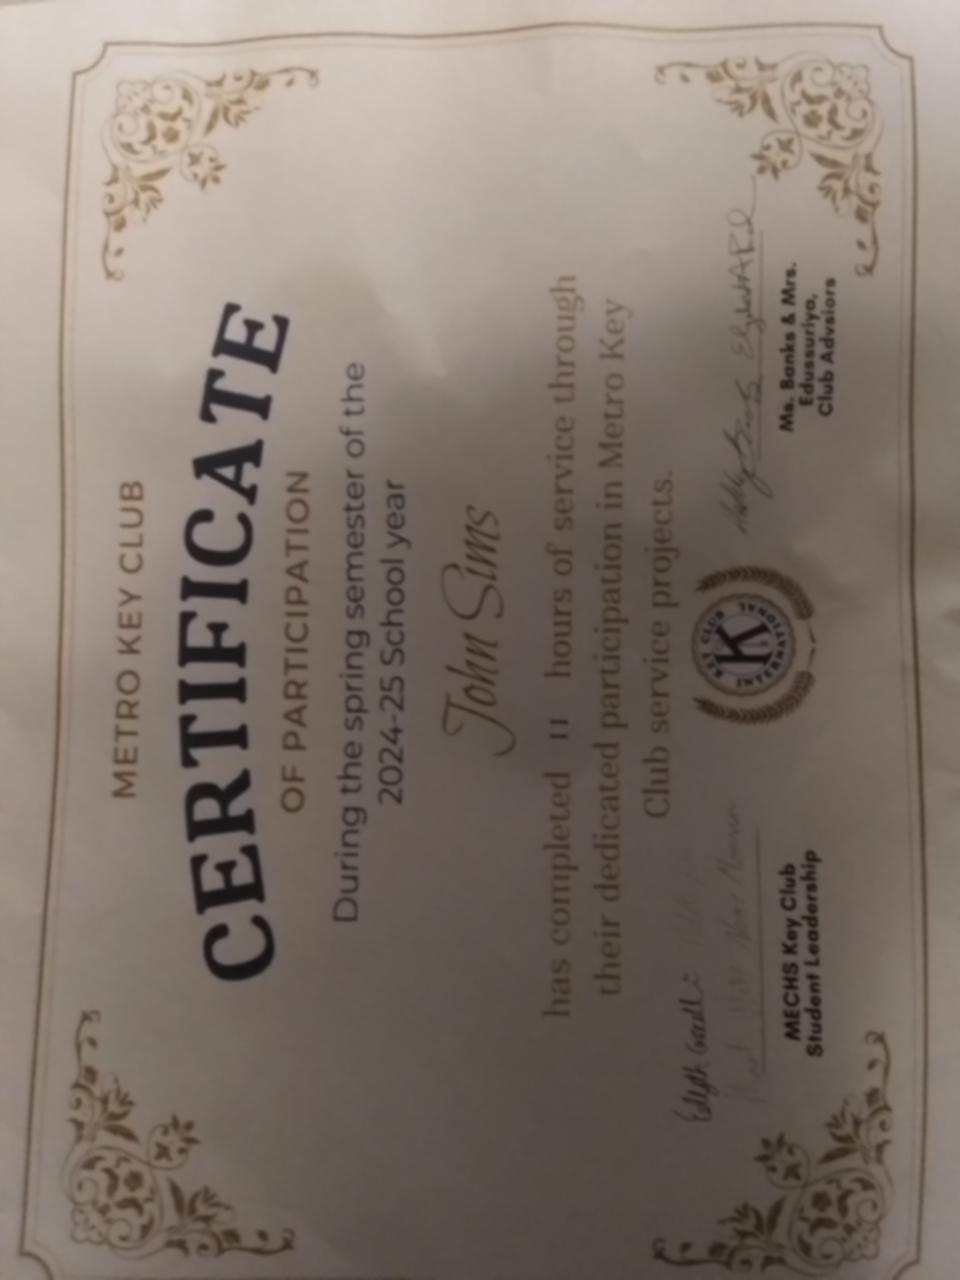 METRO KEY CLUB
CERTIFICATE
OF PARTICIPATION
During the spring semester of the
2024-25 School year
John Sims
has completed 11 hours of service through
their dedicated participation in Metro Key
Club service projects.
Edyth
MECHS Key Club
Student Leadership
KEY CLUB
K
INTERNATIONAL
Ms. Banks & Mrs.
Edussuriya,
Club Advsiors